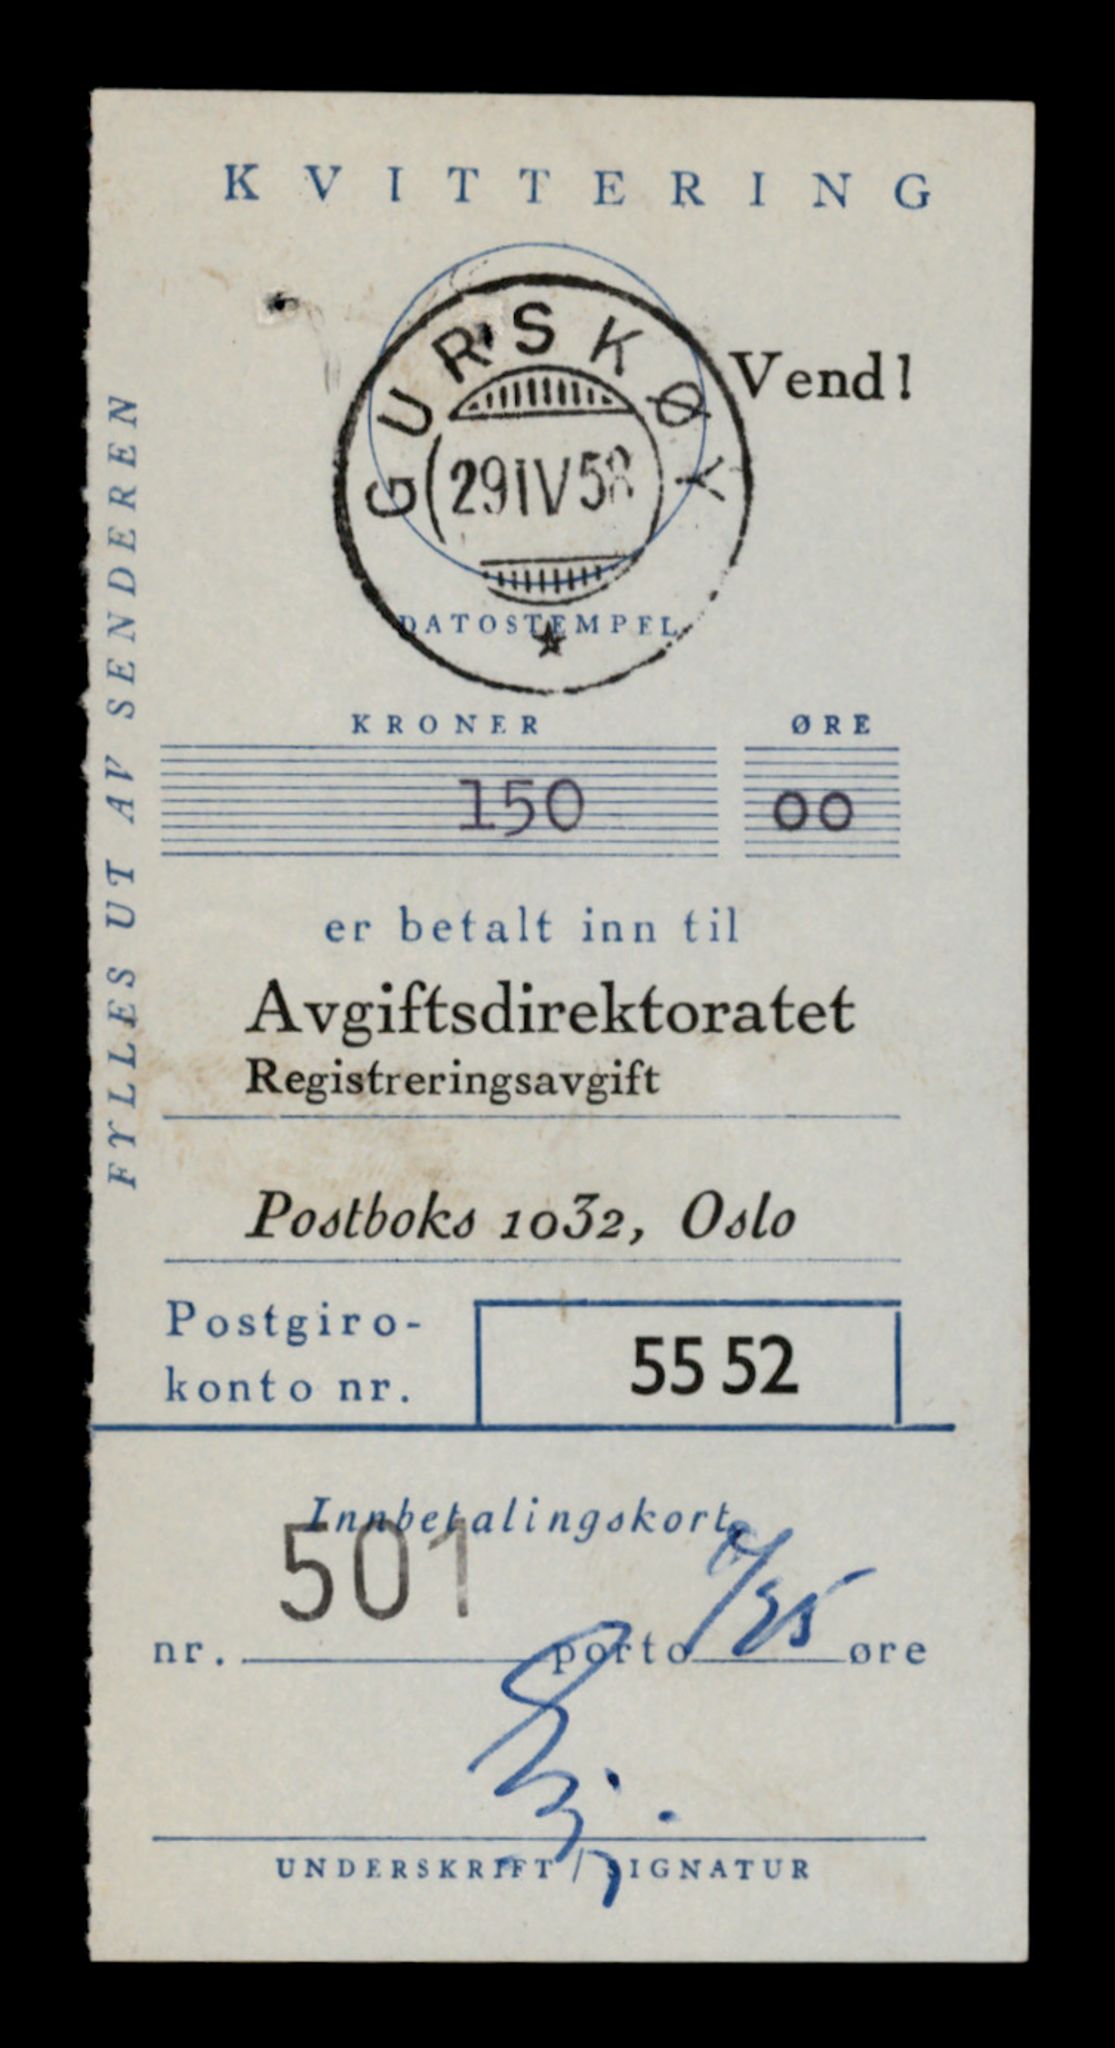 KVITTERING
GURSKØY
Vend!
29 IV 58
DATOSTEMPEL
FYLLES UT AV SENDEREN
KRONER ØRE
150 00
er betalt inn til
Avgiftsdirektoratet
Registreringsavgift
Postboks 1032, Oslo
Postgiro-
konto nr. 55 52
Innbetalingskort
nr. 501 porto øre
UNDERSKRIFT / SIGNATUR